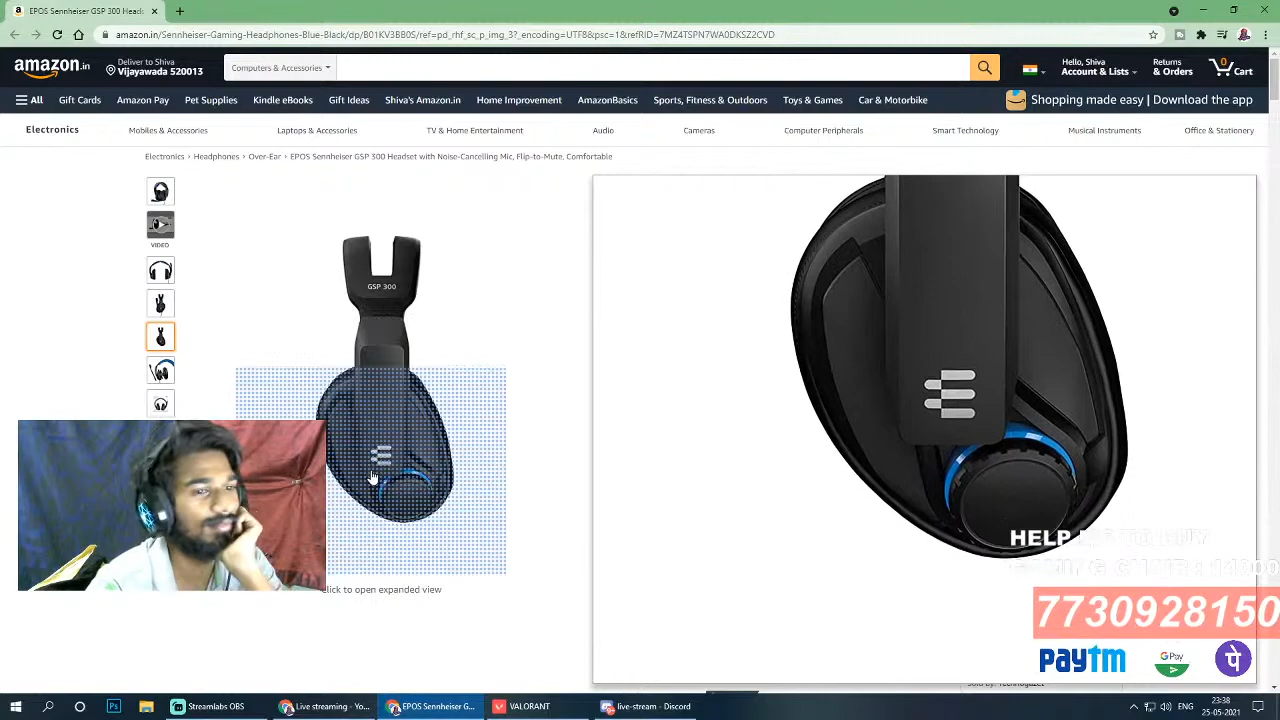 EPOS Sennheiser GSP 300 Heads
amazon.in/Sennheiser-Gaming-Headphones-Blue-Black/dp/B01KV3BB0S/ref=pd_rhf_sc_p_img_3?_encoding=UTF8&psc=1&refRID=7MZ4TSPN7WA0DKSZ2CVD
amazon.in
Deliver to Shiva
Vijayawada 520013
Computers & Accessories
Hello, Shiva
Account & Lists
Returns
& Orders
0
Cart
All Gift Cards Amazon Pay Pet Supplies Kindle eBooks Gift Ideas Shiva's Amazon.in Home Improvement AmazonBasics Sports, Fitness & Outdoors Toys & Games Car & Motorbike Shopping made easy | Download the app
Electronics Mobiles & Accessories Laptops & Accessories TV & Home Entertainment Audio Cameras Computer Peripherals Smart Technology Musical Instruments Office & Stationery
Electronics › Headphones › Over-Ear › EPOS Sennheiser GSP 300 Headset with Noise-Cancelling Mic, Flip-to-Mute, Comfortable
VIDEO
GSP 300
Click to open expanded view
HELP
7730928150
paytm
G Pay
Streamlabs OBS
Live streaming - Yo...
EPOS Sennheiser G...
VALORANT
live-stream - Discord
ENG
23:38
25-05-2021